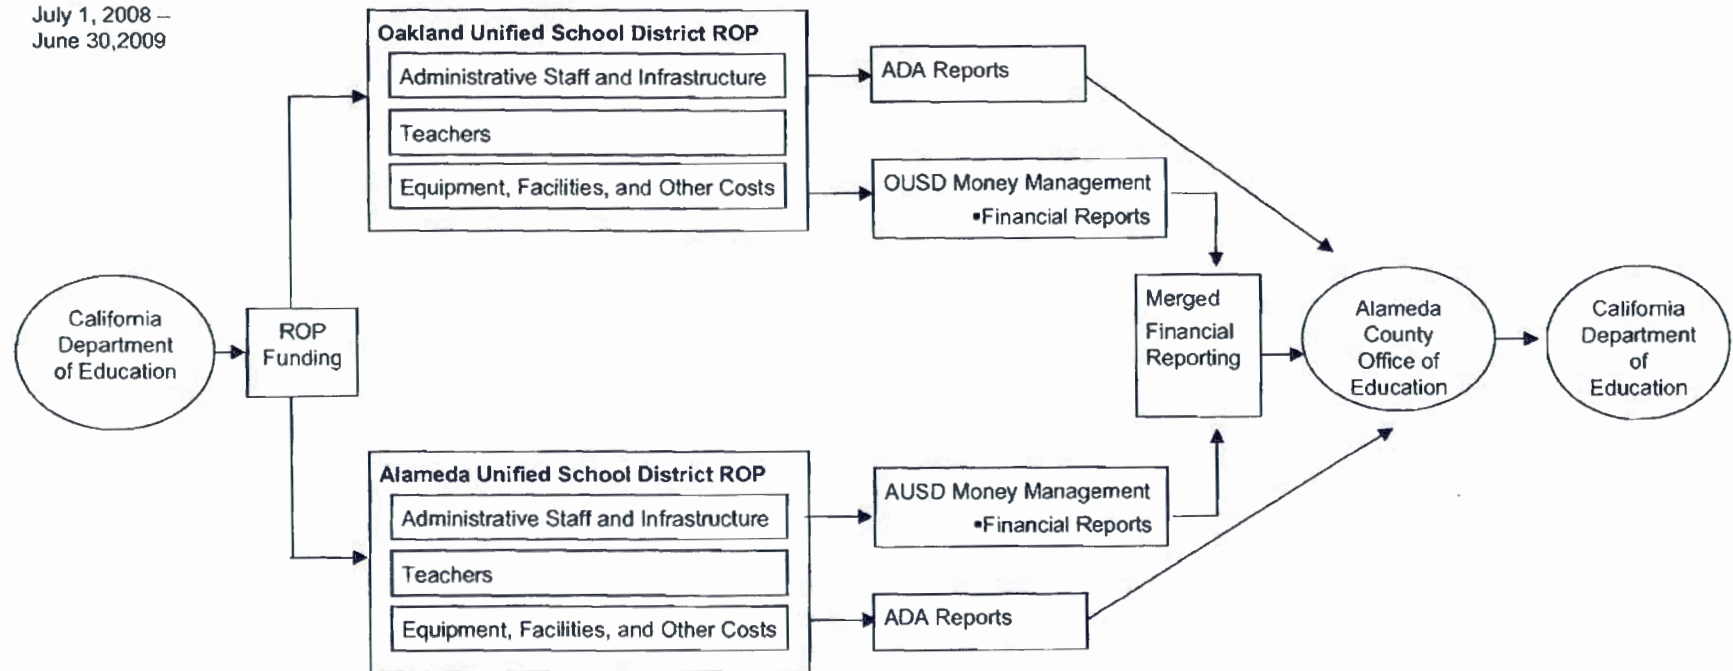 July 1, 2008 –
June 30,2009
Oakland Unified School District ROP
Administrative Staff and Infrastructure
Teachers
Equipment, Facilities, and Other Costs
ADA Reports
OUSD Money Management
▪Financial Reports
California
Department
of Education
ROP
Funding
Merged
Financial
Reporting
Alameda
County
Office of
Education
California
Department
of
Education
Alameda Unified School District ROP
Administrative Staff and Infrastructure
Teachers
Equipment, Facilities, and Other Costs
AUSD Money Management
▪Financial Reports
ADA Reports